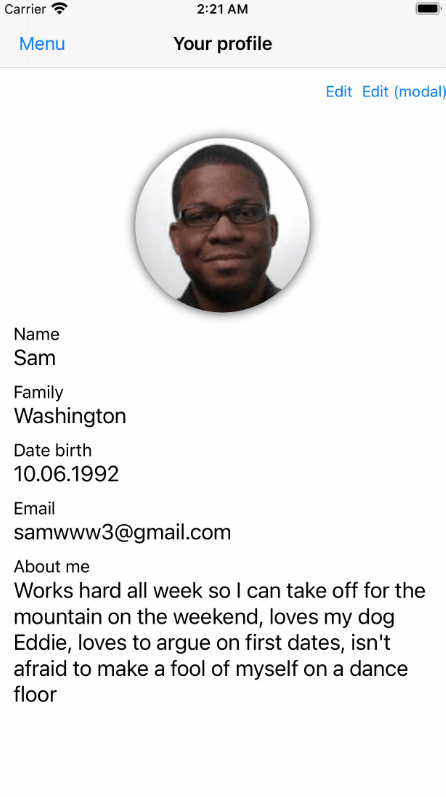 Carrier 2:21 AM
Menu Your profile
Edit Edit (modal)
Name
Sam
Family
Washington
Date birth
10.06.1992
Email
samwww3@gmail.com
About me
Works hard all week so I can take off for the
mountain on the weekend, loves my dog
Eddie, loves to argue on first dates, isn't
afraid to make a fool of myself on a dance
floor